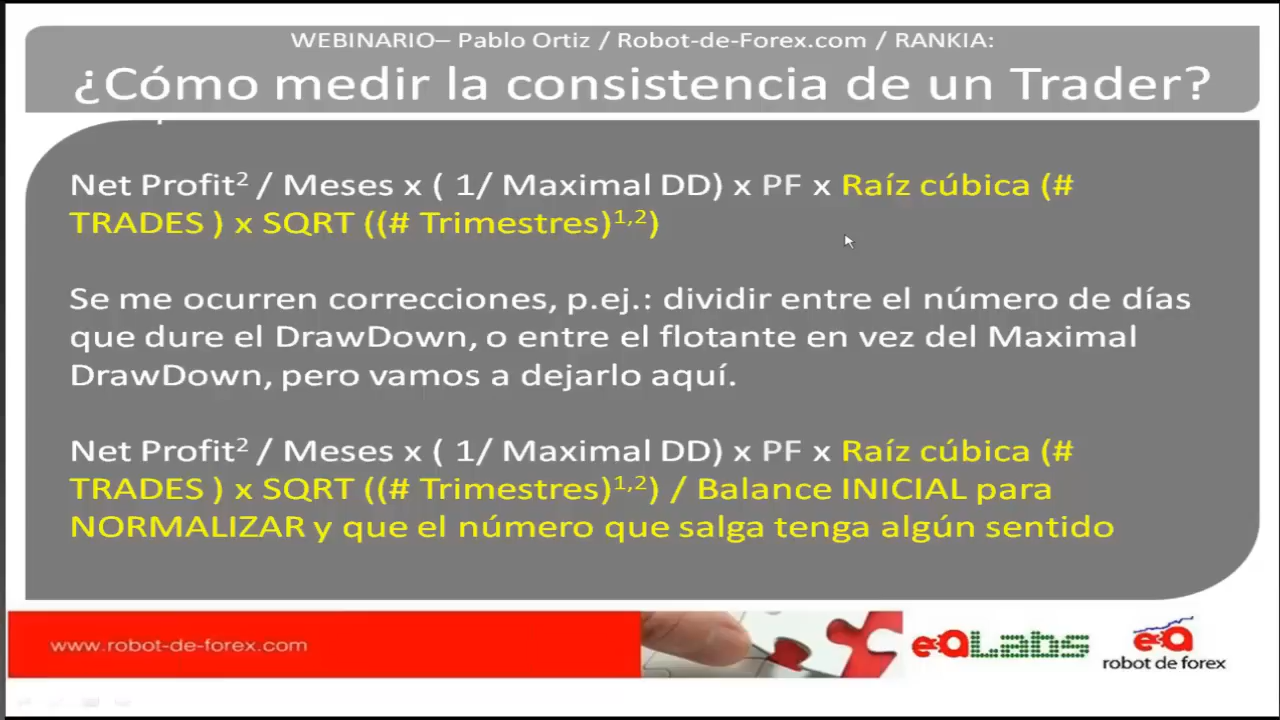 WEBINARIO– Pablo Ortiz / Robot-de-Forex.com / RANKIA:
¿Cómo medir la consistencia de un Trader?
Net Profit² / Meses x ( 1/ Maximal DD) x PF x Raíz cúbica (#
TRADES ) x SQRT ((# Trimestres)¹,²)
Se me ocurren correcciones, p.ej.: dividir entre el número de días
que dure el DrawDown, o entre el flotante en vez del Maximal
DrawDown, pero vamos a dejarlo aquí.
Net Profit² / Meses x ( 1/ Maximal DD) x PF x Raíz cúbica (#
TRADES ) x SQRT ((# Trimestres)¹,²) / Balance INICIAL para
NORMALIZAR y que el número que salga tenga algún sentido
www.robot-de-forex.com
eaLabs
ea
robot de forex